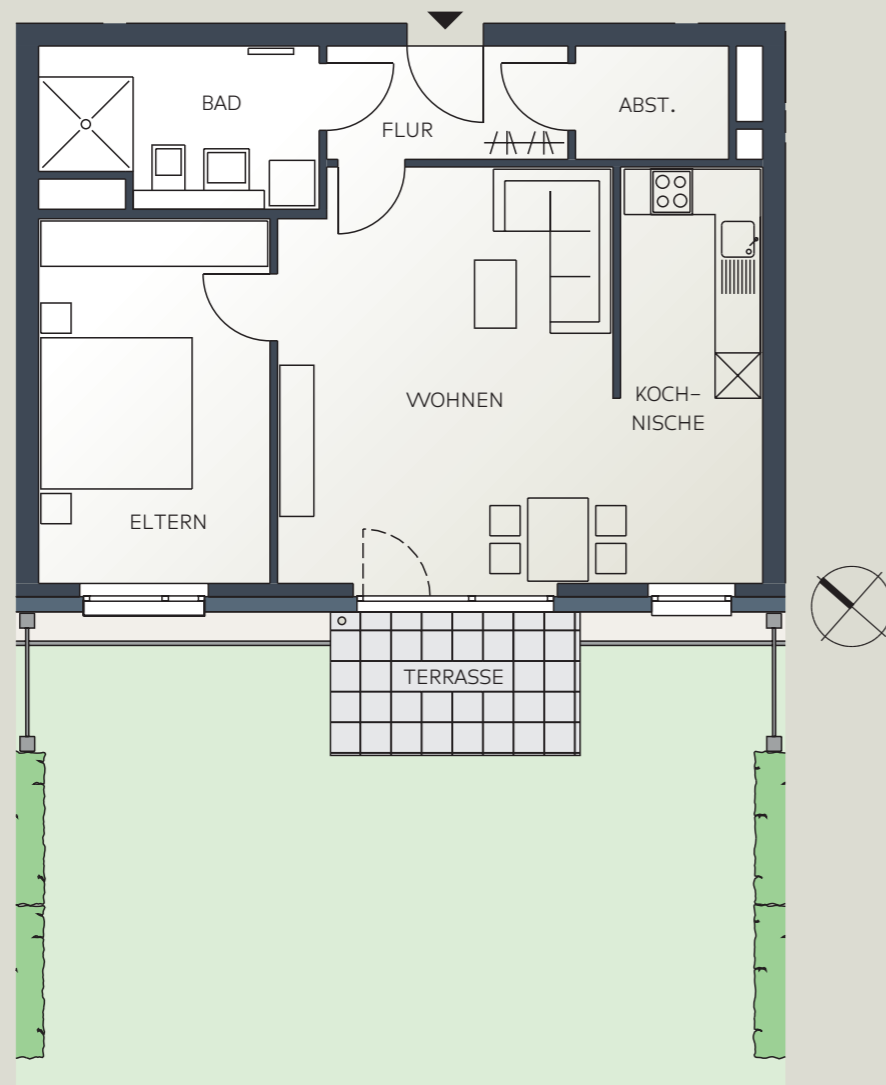 BAD
FLUR
ABST.
WOHNEN
KOCH-
NISCHE
ELTERN
TERRASSE